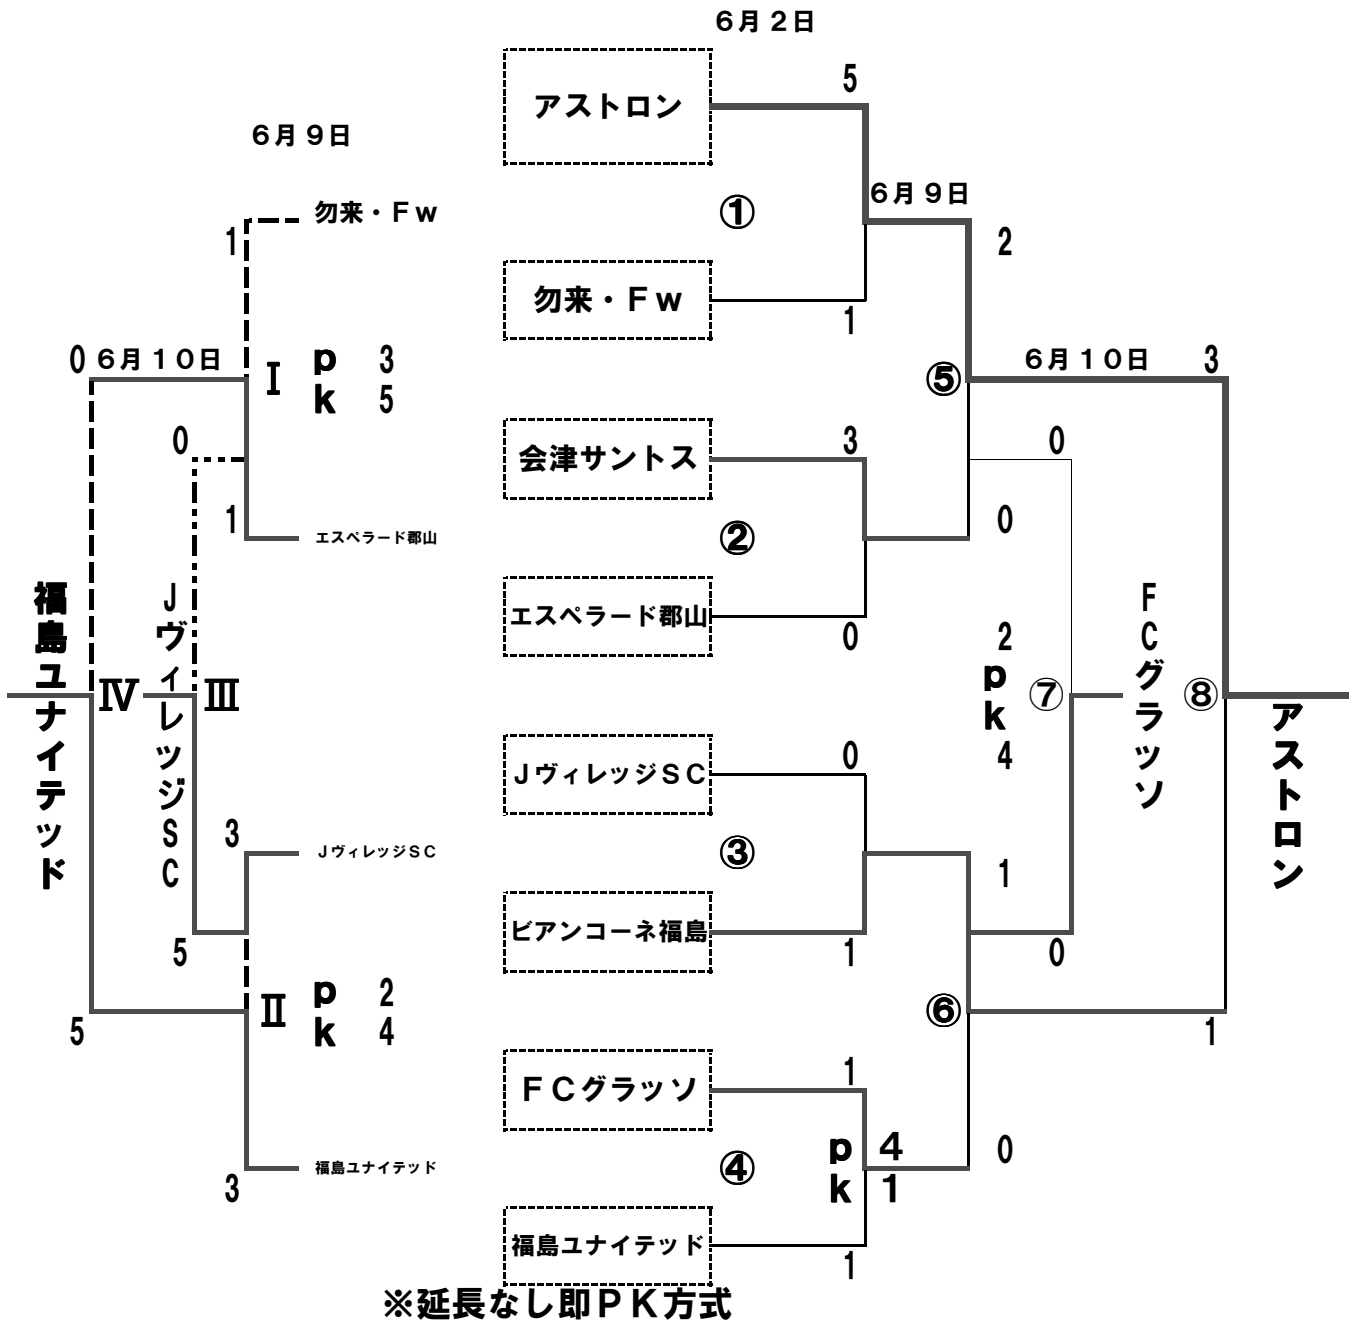 ６月２日
アストロン
5
６月９日
６月９日
勿来・Ｆｗ
①
1
2
勿来・Ｆｗ
1
0
６月１０日
Ⅰ
p
k
3
5
⑤
６月１０日
3
0
会津サントス
3
0
1
エスペラード郡山
②
0
エスペラード郡山
0
福島ユナイテッド
Ⅳ
JヴィレッジSC
Ⅲ
2
p
k
4
⑦
FCグラッソ
⑧
アストロン
ＪヴィレッジＳＣ
0
3
ＪヴィレッジＳＣ
③
1
ビアンコーネ福島
1
5
0
Ⅱ
p
k
2
4
⑥
5
1
ＦＣグラッソ
1
p
k
4
1
0
福島ユナイテッド
3
④
福島ユナイテッド
1
※延長なし即ＰＫ方式